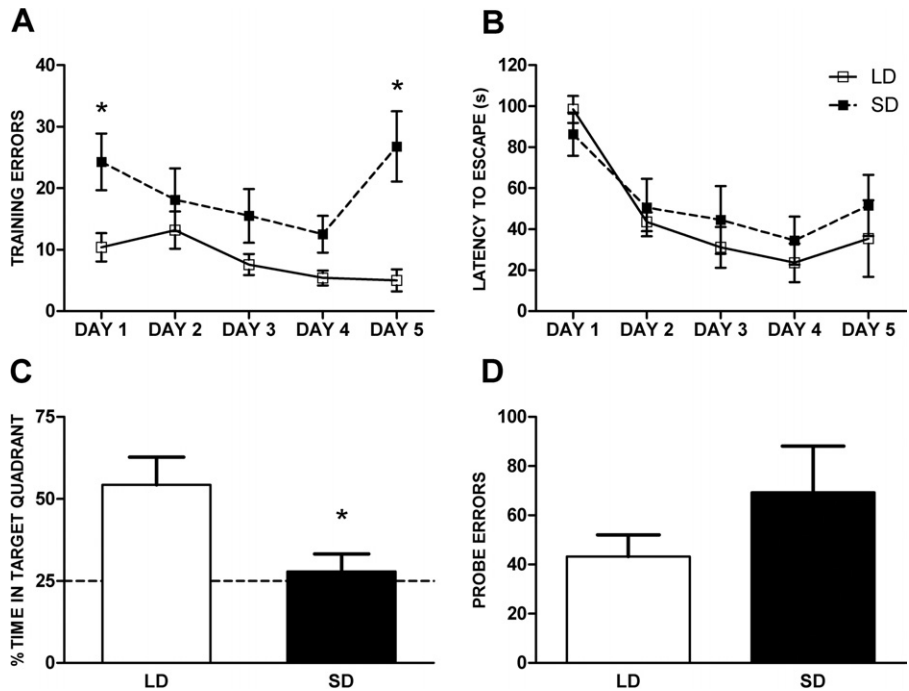 A
TRAINING ERRORS
40
30
20
10
0
*
*
DAY 1 DAY 2 DAY 3 DAY 4 DAY 5
B
LATENCY TO ESCAPE (s)
120
100
80
60
40
20
0
LD
SD
DAY 1 DAY 2 DAY 3 DAY 4 DAY 5
C
% TIME IN TARGET QUADRANT
75
50
25
0
*
LD SD
D
PROBE ERRORS
100
80
60
40
20
0
LD SD